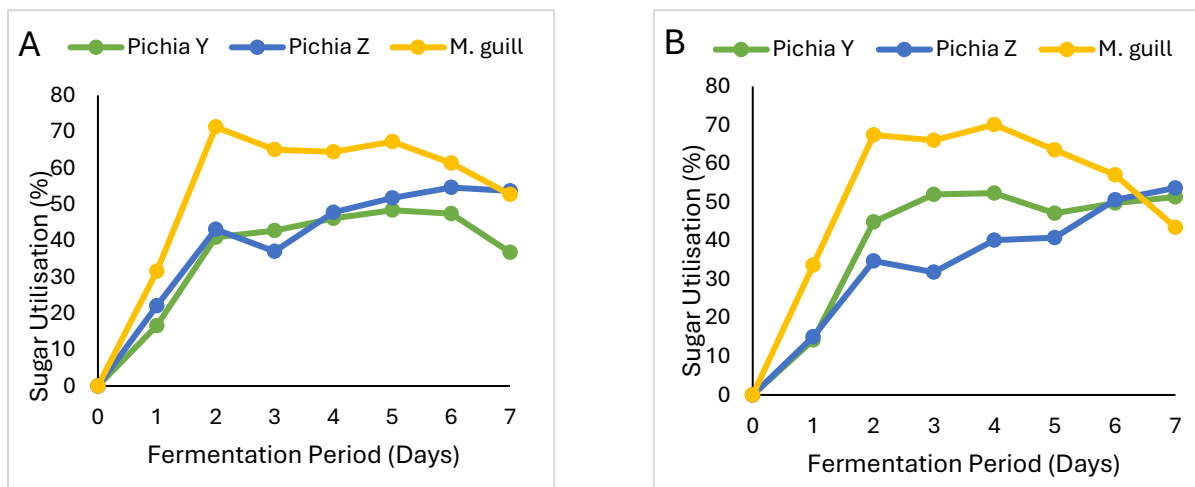 A
Pichia Y Pichia Z M. guill
Sugar Utilisation (%)
80
70
60
50
40
30
20
10
0
0 1 2 3 4 5 6 7
Fermentation Period (Days)
B
Pichia Y Pichia Z M. guill
Sugar Utilisation (%)
80
70
60
50
40
30
20
10
0
0 1 2 3 4 5 6 7
Fermentation Period (Days)